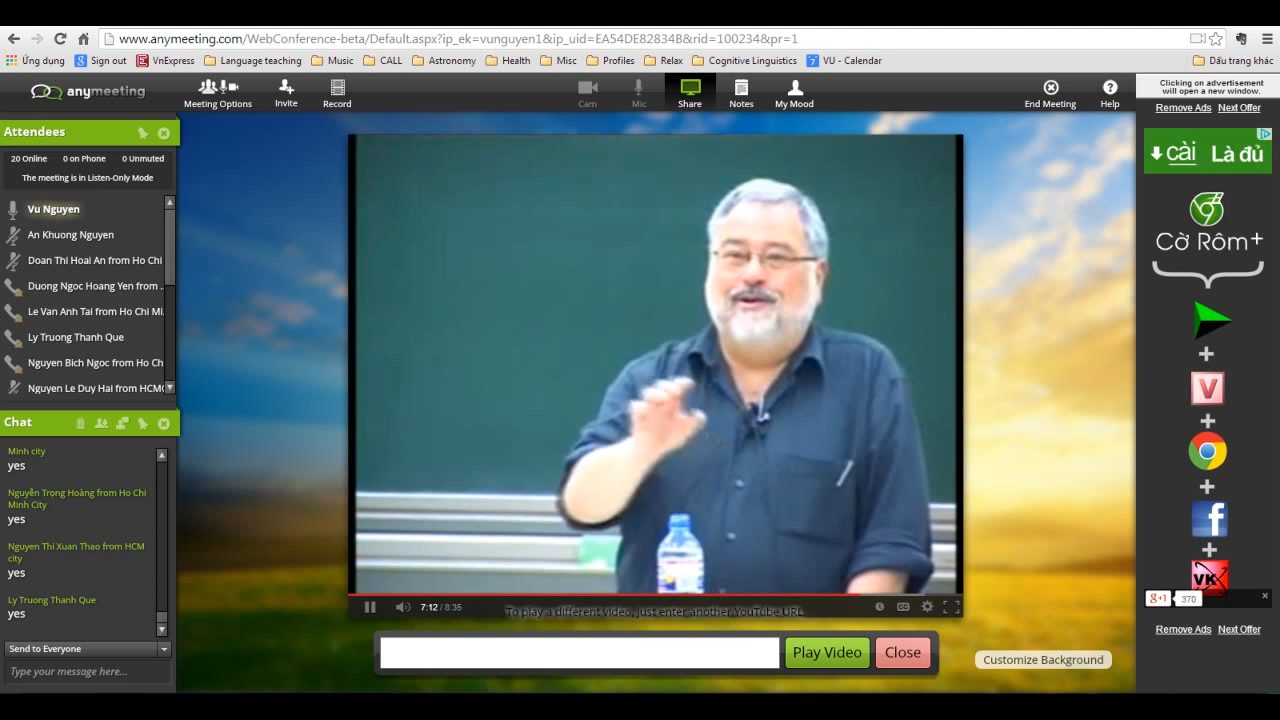 www.anymeeting.com/WebConference-beta/Default.aspx?ip_ek=vunguyen1&ip_uid=EA54DE82834B&rid=100234&pr=1
Ứng dụng Sign out VnExpress Language teaching Music CALL Astronomy Health Misc Profiles Relax Cognitive Linguistics VU - Calendar Dấu trang khác
anymeeting
Meeting Options
Invite
Record
Cam
Mic
Share
Notes
My Mood
End Meeting
Help
Attendees
20 Online 0 on Phone 0 Unmuted
The meeting is in Listen-Only Mode
Vu Nguyen
An Khuong Nguyen
Doan Thi Hoai An from Ho Chi
Duong Ngoc Hoang Yen from ..
Le Van Anh Tai from Ho Chi Mi.
Ly Truong Thanh Que
Nguyen Bich Ngoc from Ho Ch
Nguyen Le Duy Hai from HCMC
Chat
Minh city
yes
Nguyễn Trọng Hoàng from Ho Chi
Minh City
yes
Nguyen Thi Xuan Thao from HCM
city
yes
Ly Truong Thanh Que
yes
Send to Everyone
Type your message here...
7:12 / 8:35
To play a different video, just enter another YouTube URL
Play Video
Close
Customize Background
Clicking on advertisement
will open a new window.
Remove Ads Next Offer
cài Là đủ
Cờ Rôm+
+
V
+
+
f
+
VK
g+1 370
Remove Ads Next Offer